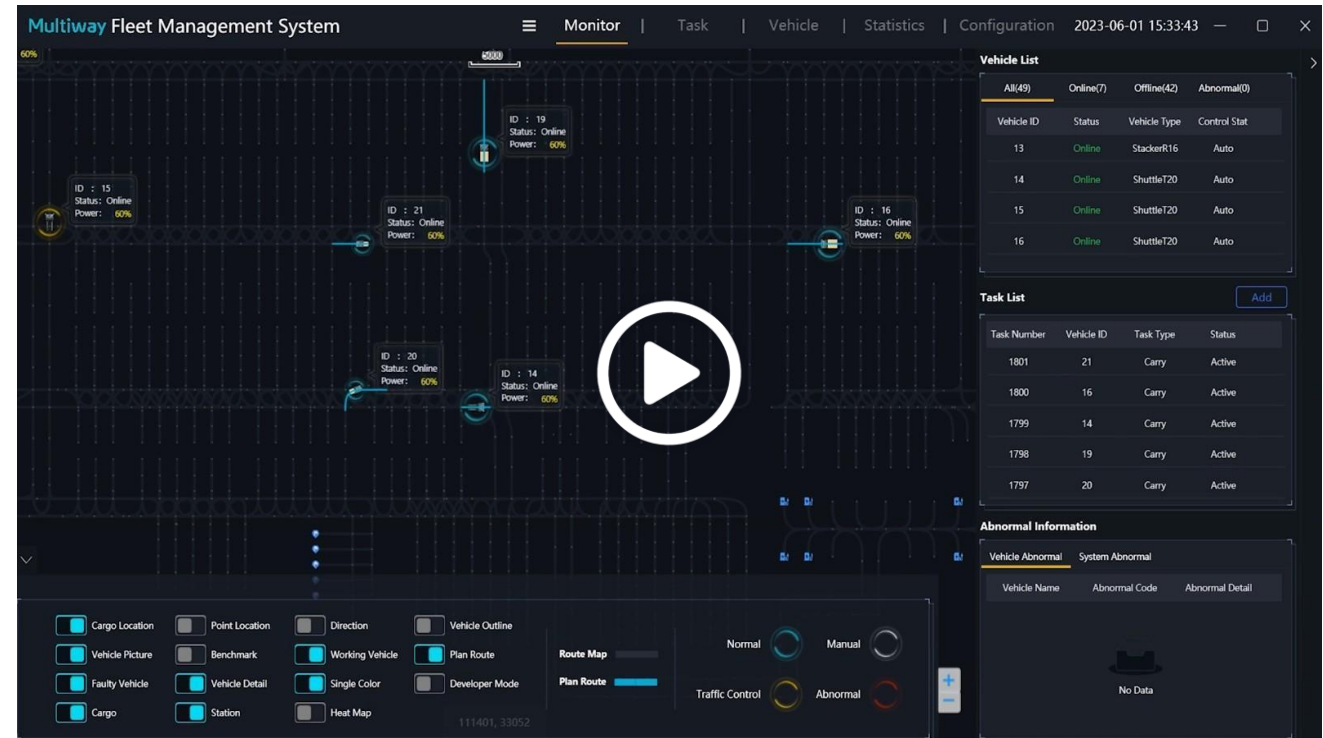 Multiway Fleet Management System
Monitor | Task | Vehicle | Statistics | Configuration 2023-06-01 15:33:43
60%
5000
ID : 19
Status: Online
Power: 60%
ID : 15
Status: Online
Power: 60%
ID : 21
Status: Online
Power: 60%
ID : 16
Status: Online
Power: 60%
ID : 20
Status: Online
Power: 60%
ID : 14
Status: Online
Power: 60%
Vehicle List
All(49) Online(7) Offline(42) Abnormal(0)
Vehicle ID Status Vehicle Type Control Stat
13 Online StackerR16 Auto
14 Online ShuttleT20 Auto
15 Online ShuttleT20 Auto
16 Online ShuttleT20 Auto
Task List Add
Task Number Vehicle ID Task Type Status
1801 21 Carry Active
1800 16 Carry Active
1799 14 Carry Active
1798 19 Carry Active
1797 20 Carry Active
Abnormal Information
Vehicle Abnormal System Abnormal
Vehicle Name Abnormal Code Abnormal Detail
No Data
Cargo Location Point Location Direction Vehicle Outline
Vehicle Picture Benchmark Working Vehicle Plan Route
Faulty Vehicle Vehicle Detail Single Color Developer Mode
Cargo Station Heat Map
Route Map
Plan Route
Normal Manual
Traffic Control Abnormal
111401, 33052